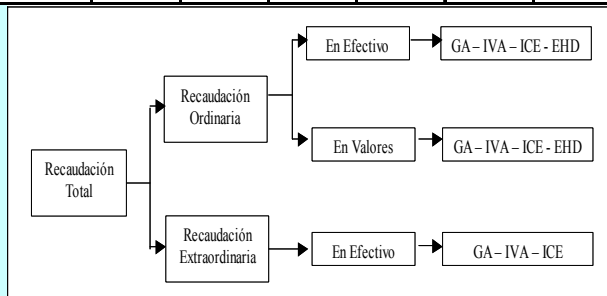 En Efectivo
GA – IVA – ICE - EHD
Recaudación
Ordinaria
En Valores
GA – IVA – ICE - EHD
Recaudación
Total
Recaudación
Extraordinaria
En Efectivo
GA – IVA – ICE